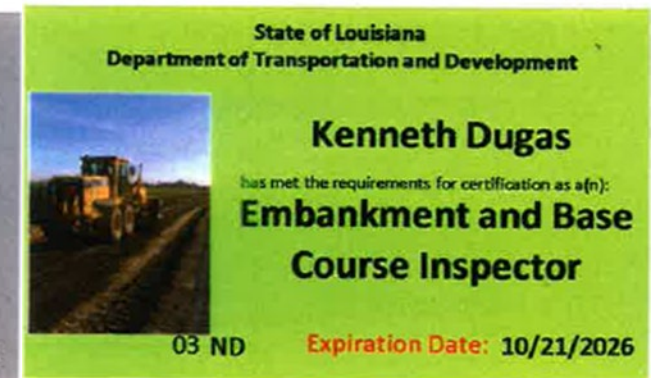 State of Louisiana
Department of Transportation and Development
Kenneth Dugas
has met the requirements for certification as a(n):
Embankment and Base
Course Inspector
03 ND Expiration Date: 10/21/2026